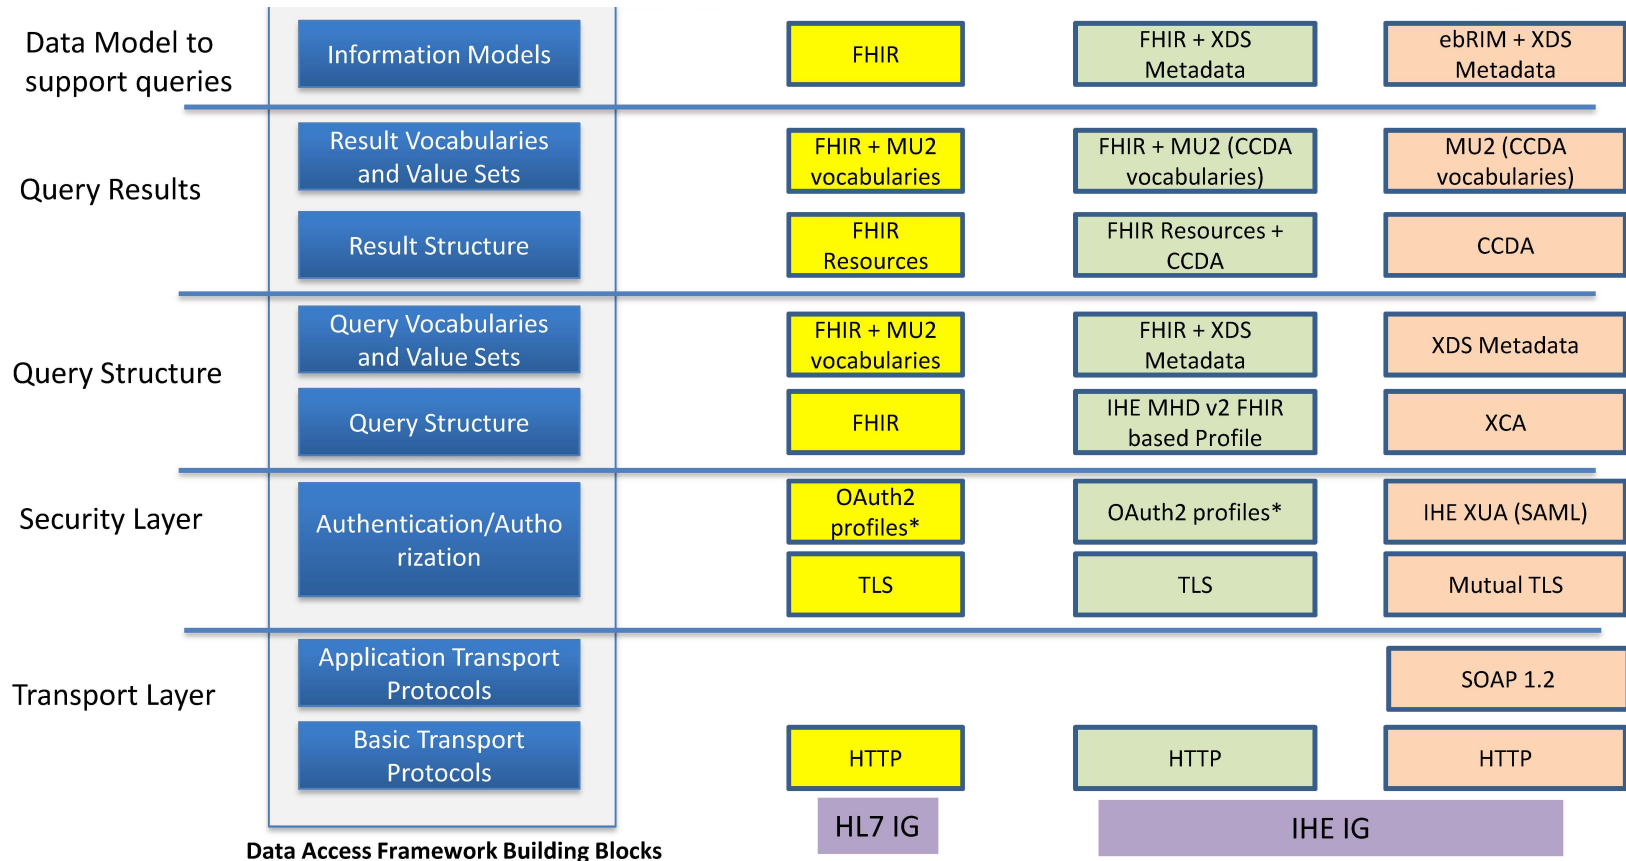 Data Model to
support queries
Information Models
FHIR
FHIR + XDS
Metadata
ebRIM + XDS
Metadata
Query Results
Result Vocabularies
and Value Sets
FHIR + MU2
vocabularies
FHIR + MU2 (CCDA
vocabularies)
MU2 (CCDA
vocabularies)
Result Structure
FHIR
Resources
FHIR Resources +
CCDA
CCDA
Query Structure
Query Vocabularies
and Value Sets
FHIR + MU2
vocabularies
FHIR + XDS
Metadata
XDS Metadata
Query Structure
FHIR
IHE MHD v2 FHIR
based Profile
XCA
Security Layer
Authentication/Autho
rization
OAuth2
profiles*
OAuth2 profiles*
IHE XUA (SAML)
TLS
TLS
Mutual TLS
Transport Layer
Application Transport
Protocols
SOAP 1.2
Basic Transport
Protocols
HTTP
HTTP
HTTP
HL7 IG
IHE IG
Data Access Framework Building Blocks